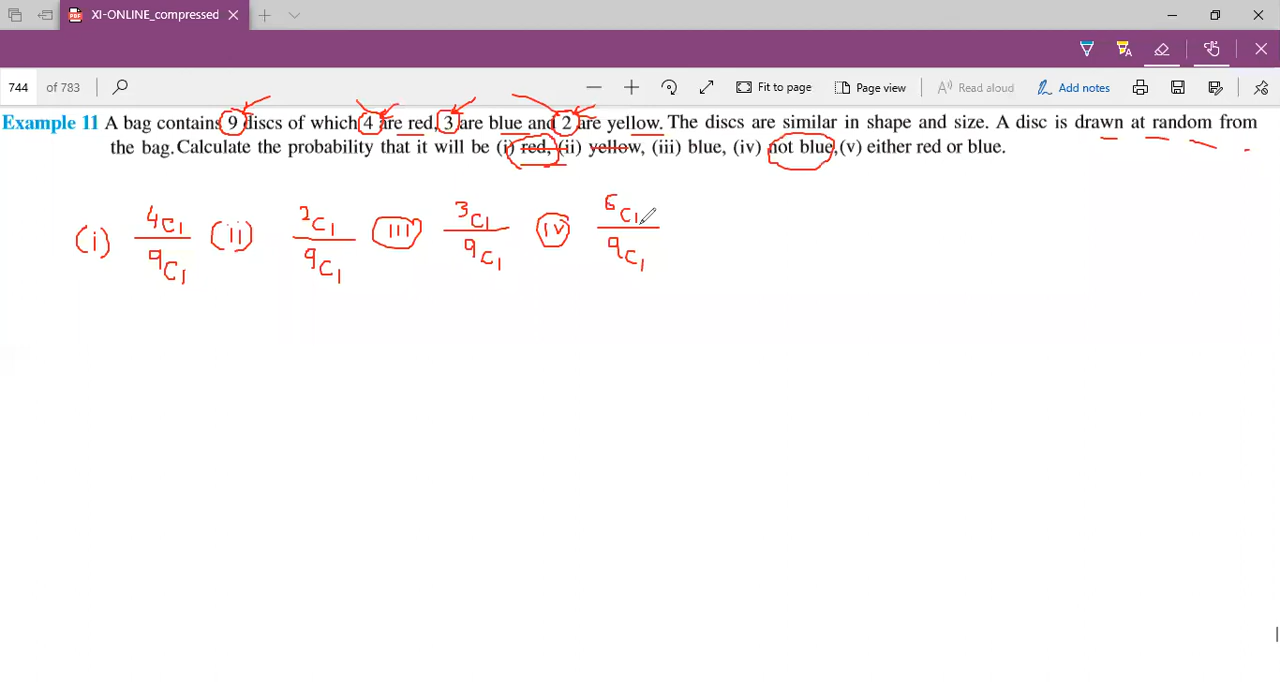 XI-ONLINE_compressed
744 of 783 Fit to page Page view Read aloud Add notes
Example 11 A bag contains 9 discs of which 4 are red, 3 are blue and 2 are yellow. The discs are similar in shape and size. A disc is drawn at random from
the bag. Calculate the probability that it will be (i) red, (ii) yellow, (iii) blue, (iv) not blue, (v) either red or blue.
(i) 4C1 (ii) 2C1 (iii) 3C1 (iv) 6C1
9C1 9C1 9C1 9C1